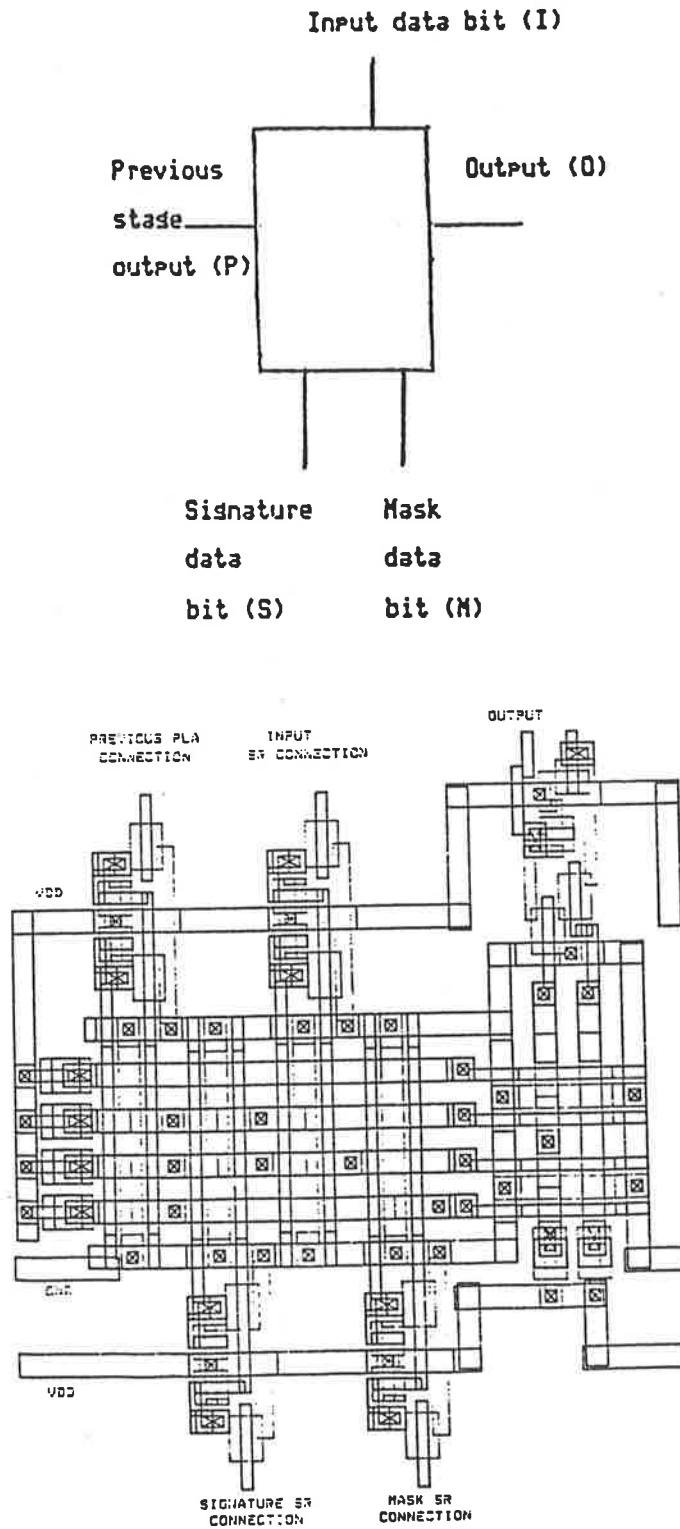 Input data bit (I)
Previous
stage
output (P)
Output (O)
Signature
data
bit (S)
Mask
data
bit (M)
PREVIOUS PLA
CONNECTION
INPUT
SR CONNECTION
OUTPUT
VDD
GND
VDD
SIGNATURE SR
CONNECTION
MASK SR
CONNECTION